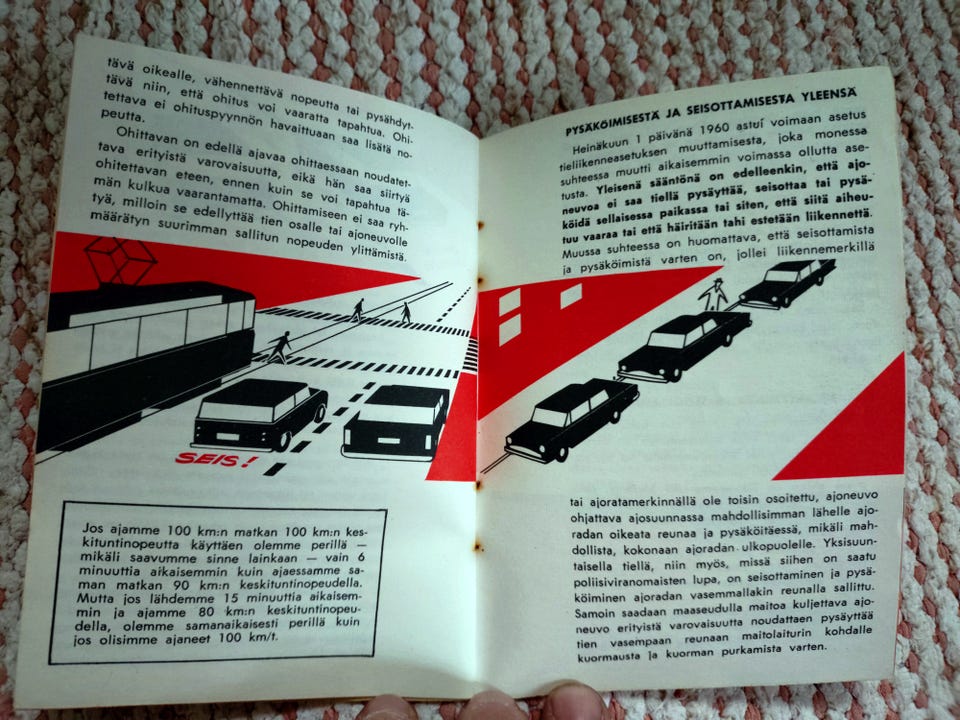 tävä oikealle, vähennettävä nopeutta tai pysähdyt-
tävä niin, että ohitus voi vaaratta tapahtua. Ohi-
tettava ei ohituspyynnön havaittuaan saa lisätä no-
peutta.
Ohittavan on edellä ajavaa ohittaessaan noudatet-
tava erityistä varovaisuutta, eikä hän saa siirtyä
ohitettavan eteen, ennen kuin se voi tapahtua tä-
män kulkua vaarantamatta. Ohittamiseen ei saa ryh-
tyä, milloin se edellyttää tien osalle tai ajoneuvolle
määrätyn suurimman sallitun nopeuden ylittämistä.
SEIS!
Jos ajamme 100 km:n matkan 100 km:n kes-
kituntinopeutta käyttäen olemme perillä —
mikäli saavumme sinne lainkaan — vain 6
minuuttia aikaisemmin kuin ajaessamme sa-
man matkan 90 km:n keskituntinopeudella.
Mutta jos lähdemme 15 minuuttia aikaisem-
min ja ajamme 80 km:n keskituntinopeu-
della, olemme samanaikaisesti perillä kuin
jos olisimme ajaneet 100 km/t.
PYSÄKÖIMISESTÄ JA SEISOTTAMISESTA YLEENSÄ
Heinäkuun 1 päivänä 1960 astui voimaan asetus
tieliikenneasetuksen muuttamisesta, joka monessa
suhteessa muutti aikaisemmin voimassa ollutta ase-
tusta. Yleisenä sääntönä on edelleenkin, että ajo-
neuvoa ei saa tiellä pysäyttää, seisottaa tai pysä-
köidä sellaisessa paikassa tai siten, että siitä aiheu-
tuu vaaraa tai että häiritään tahi estetään liikennettä.
Muussa suhteessa on huomattava, että seisottamista
ja pysäköimistä varten on, jollei liikennemerkillä
tai ajoratamerkinnällä ole toisin osoitettu, ajoneuvo
ohjattava ajosuunnassa mahdollisimman lähelle ajo-
radan oikeata reunaa ja pysäköitäessä, mikäli mah-
dollista, kokonaan ajoradan ulkopuolelle. Yksisuun-
taisella tiellä, niin myös, missä siihen on saatu
poliisiviranomaisten lupa, on seisottaminen ja pysä-
köiminen ajoradan vasemmallakin reunalla sallittu.
Samoin saadaan maaseudulla maitoa kuljettava ajo-
neuvo erityistä varovaisuutta noudattaen pysäyttää
tien vasempaan reunaan maitolaiturin kohdalle
kuormausta ja kuorman purkamista varten.